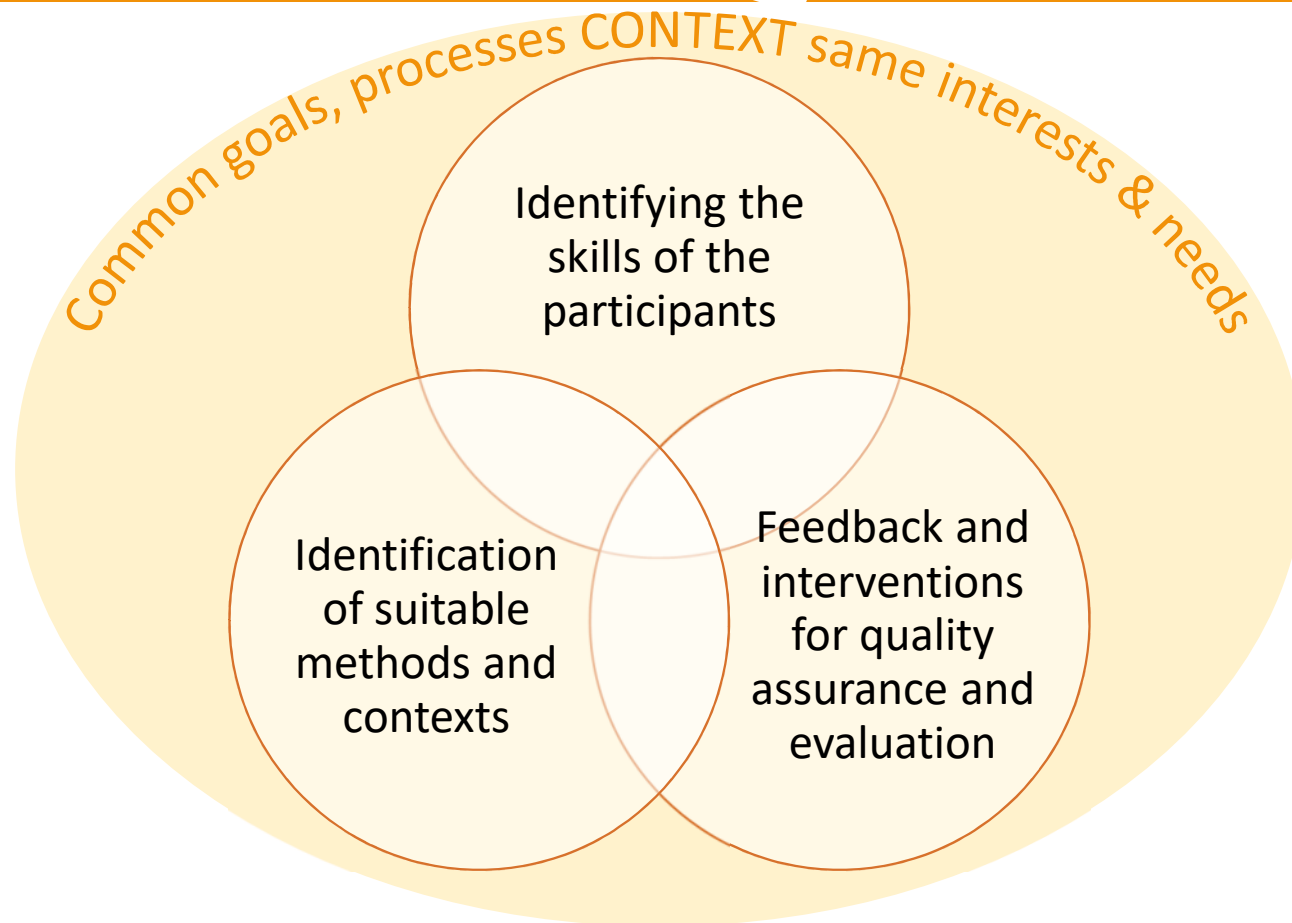 Common goals, processes CONTEXT same interests & needs
Identifying the
skills of the
participants
Identification
of suitable
methods and
contexts
Feedback and
interventions
for quality
assurance and
evaluation